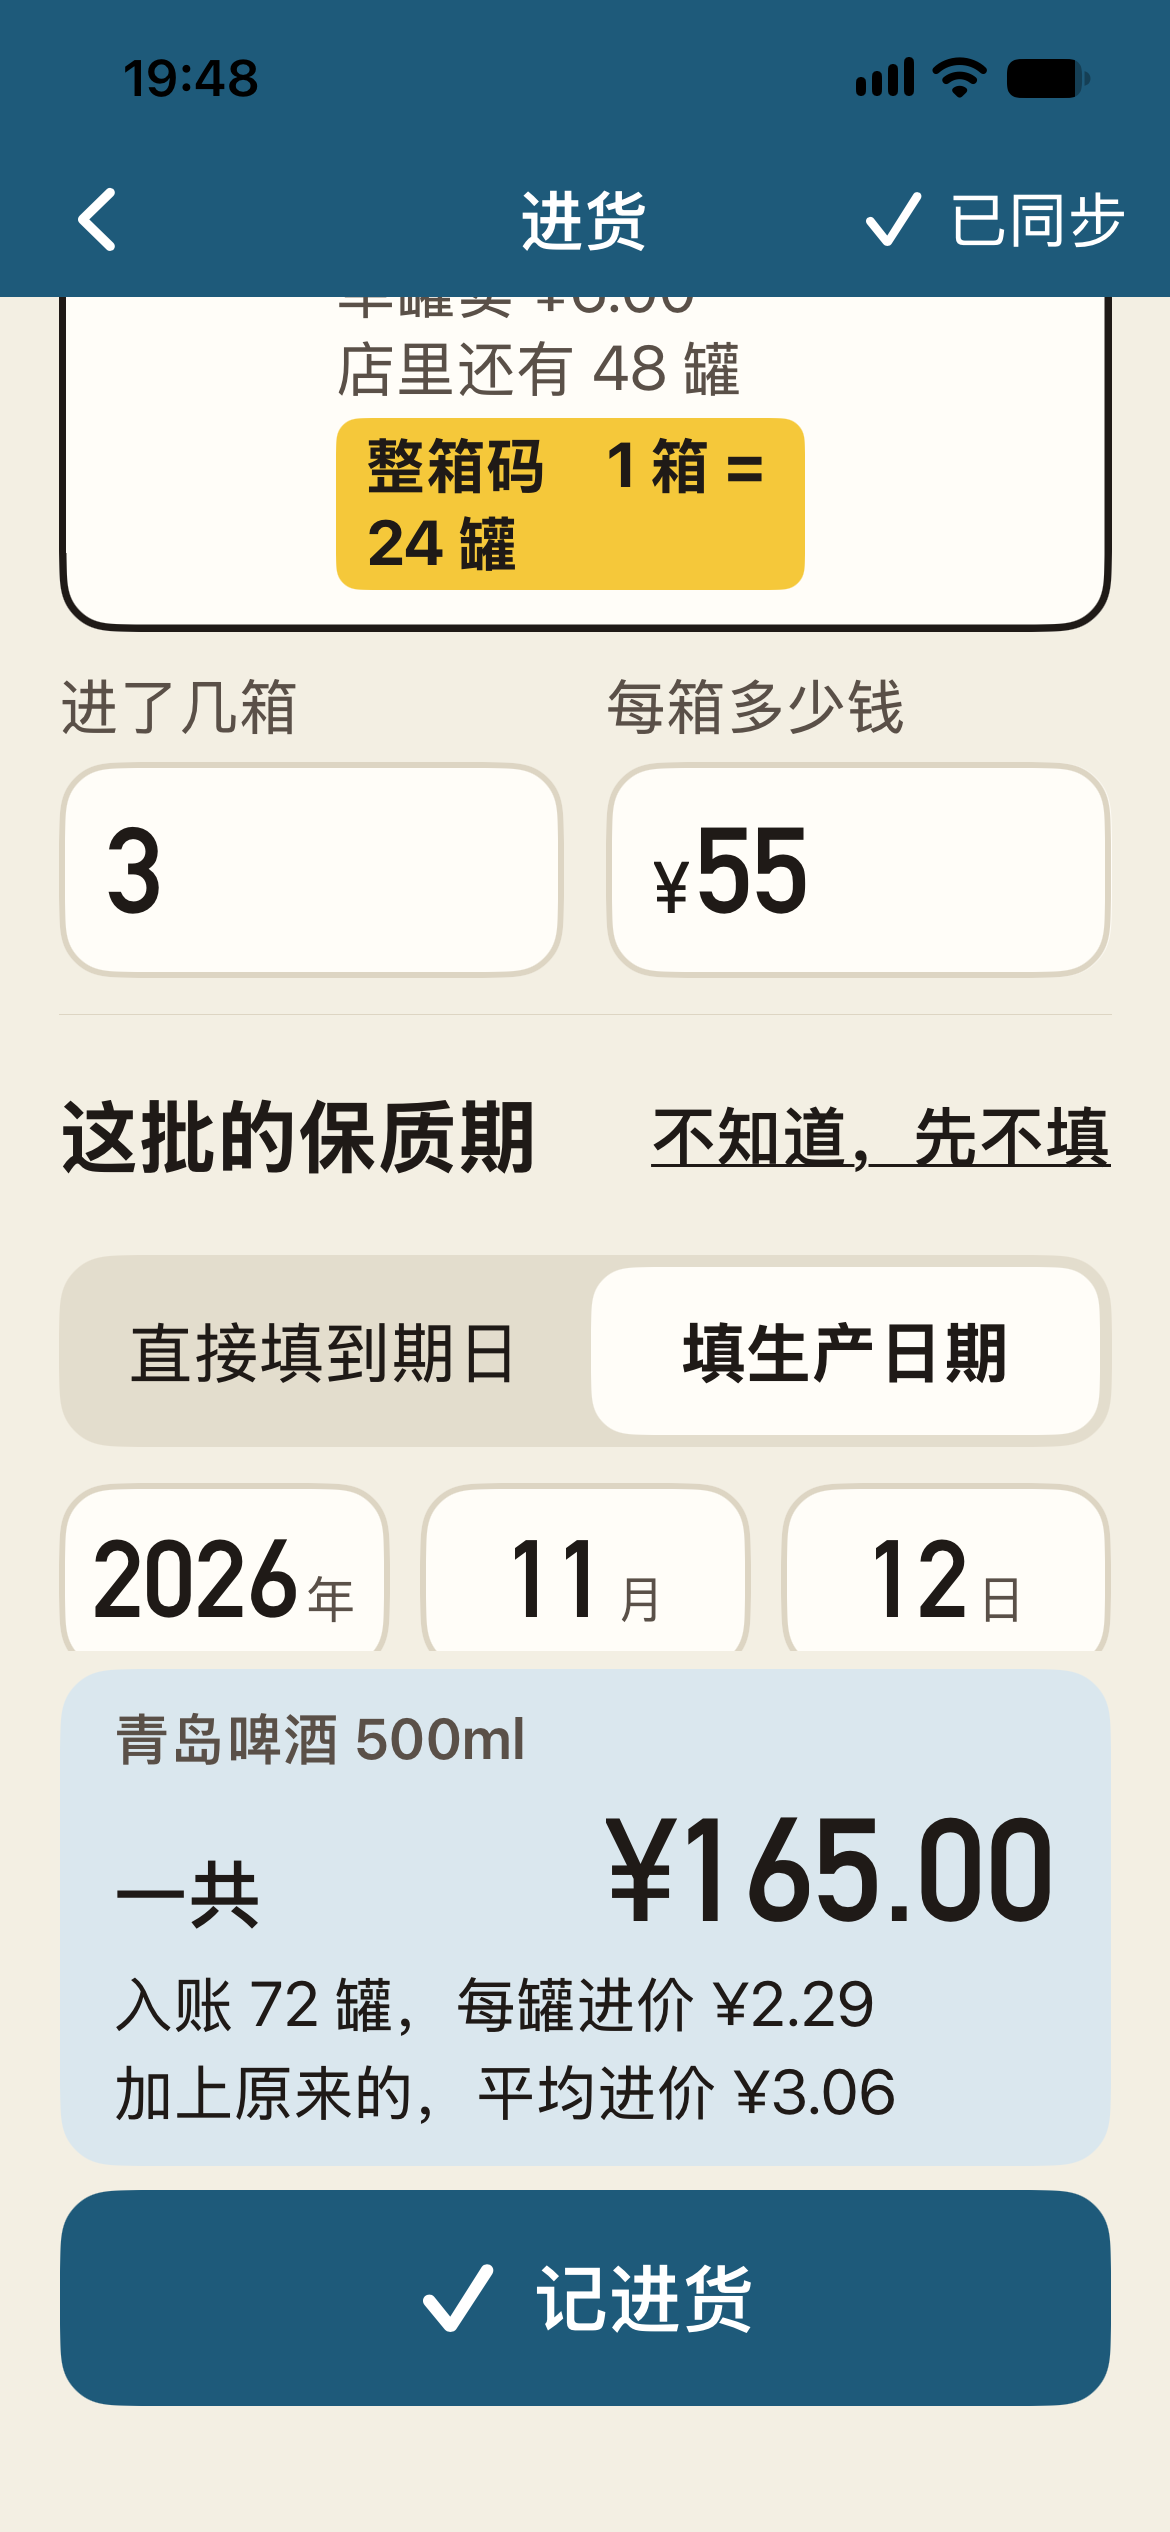 19:48
进货
已同步
单罐卖 ¥6.00
店里还有 48 罐
整箱码 1 箱 =
24 罐
进了几箱
每箱多少钱
3
¥55
这批的保质期
不知道，先不填
直接填到期日
填生产日期
2026年
11月
12日
青岛啤酒 500ml
一共
¥165.00
入账 72 罐，每罐进价 ¥2.29
加上原来的，平均进价 ¥3.06
记进货